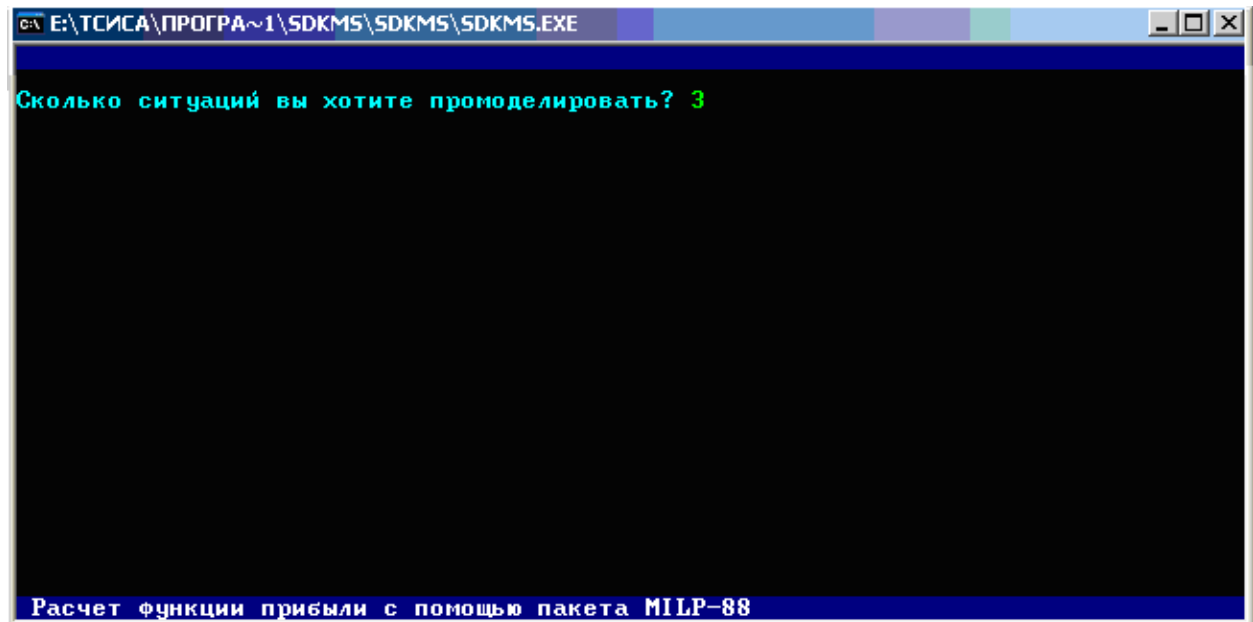 E:\ТСИСА\ПРОГРА~1\SDKMS\SDKMS\SDKMS.EXE
Сколько ситуаций вы хотите промоделировать? 3
Расчет функции прибыли с помощью пакета MILP-88